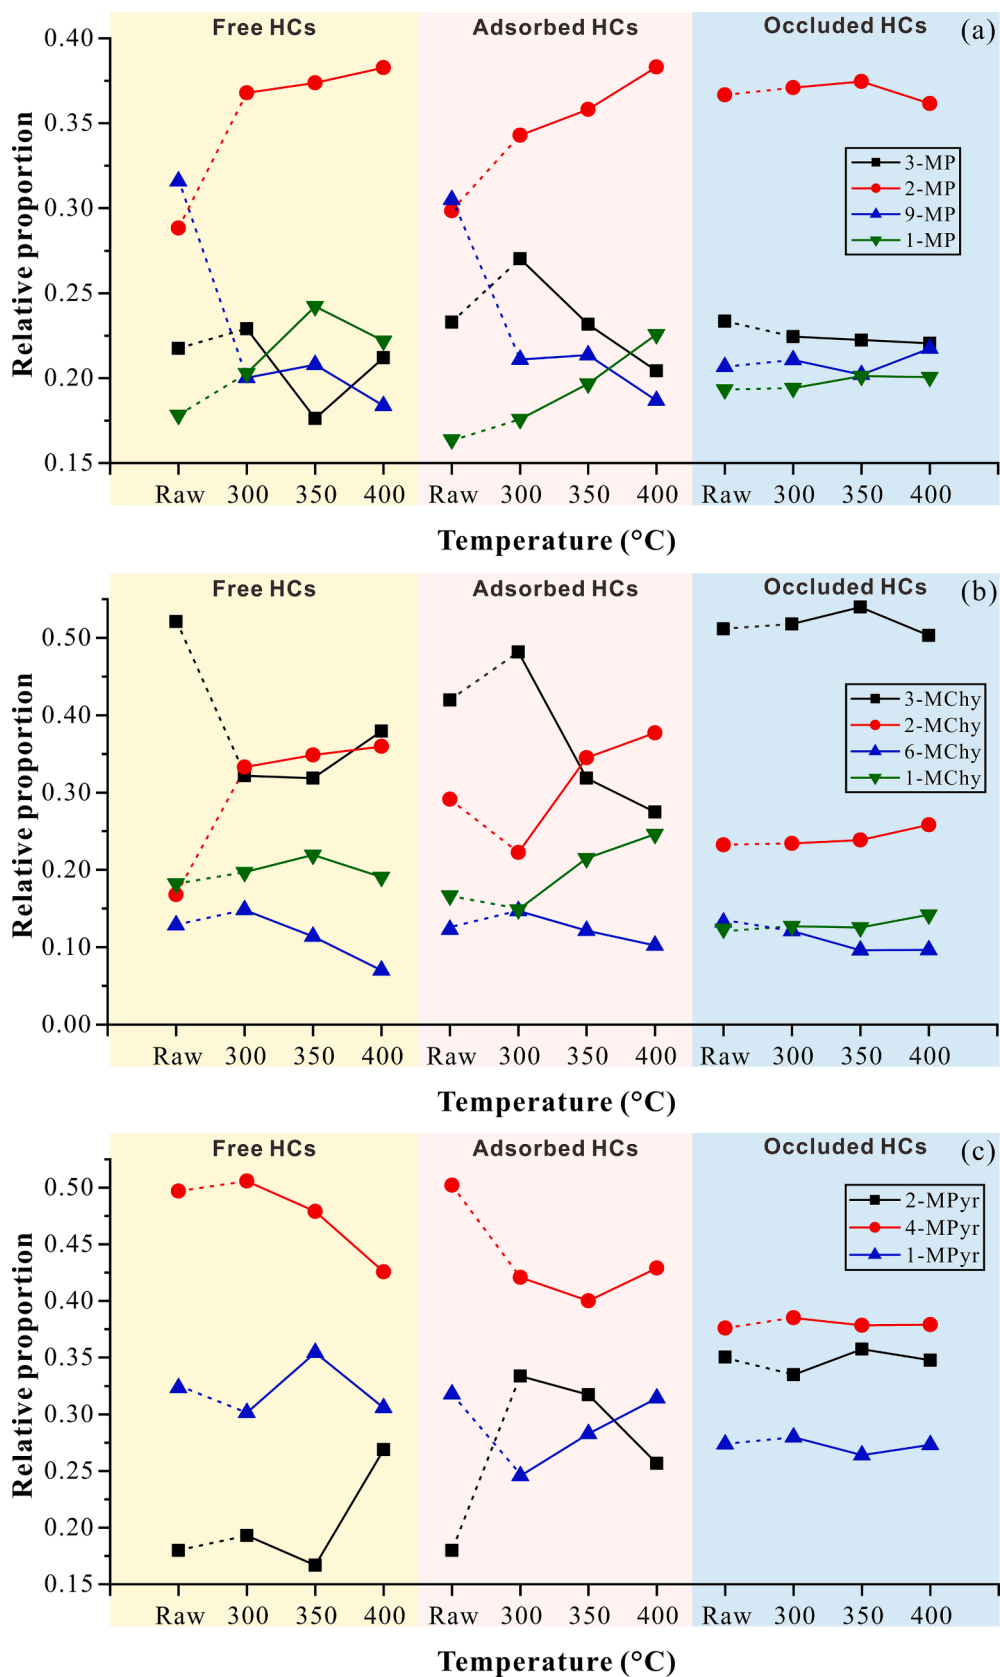 Free HCs Adsorbed HCs Occluded HCs (a)
0.40
0.35
0.30
0.25
0.20
0.15
Relative proportion
3-MP
2-MP
9-MP
1-MP
Raw 300 350 400 Raw 300 350 400 Raw 300 350 400
Temperature (°C)
Free HCs Adsorbed HCs Occluded HCs (b)
0.50
0.40
0.30
0.20
0.10
0.00
Relative proportion
3-MChy
2-MChy
6-MChy
1-MChy
Raw 300 350 400 Raw 300 350 400 Raw 300 350 400
Temperature (°C)
Free HCs Adsorbed HCs Occluded HCs (c)
0.50
0.45
0.40
0.35
0.30
0.25
0.20
0.15
Relative proportion
2-MPyr
4-MPyr
1-MPyr
Raw 300 350 400 Raw 300 350 400 Raw 300 350 400
Temperature (°C)